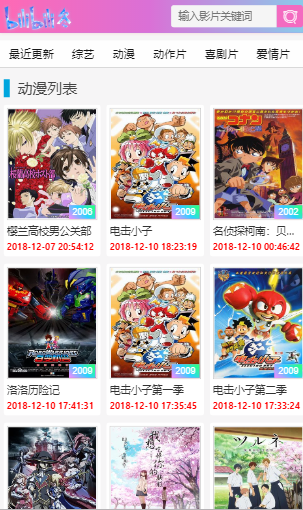 输入影片关键词
最近更新 综艺 动漫 动作片 喜剧片 爱情片
动漫列表
2006 2009 2002
樱兰高校男公关部 电击小子 名侦探柯南：贝...
2018-12-07 20:54:12 2018-12-10 18:23:19 2018-12-10 00:46:42
2009 2009 2009
洛洛历险记 电击小子第一季 电击小子第二季
2018-12-10 17:41:31 2018-12-10 17:35:45 2018-12-10 17:33:24
ツルネ